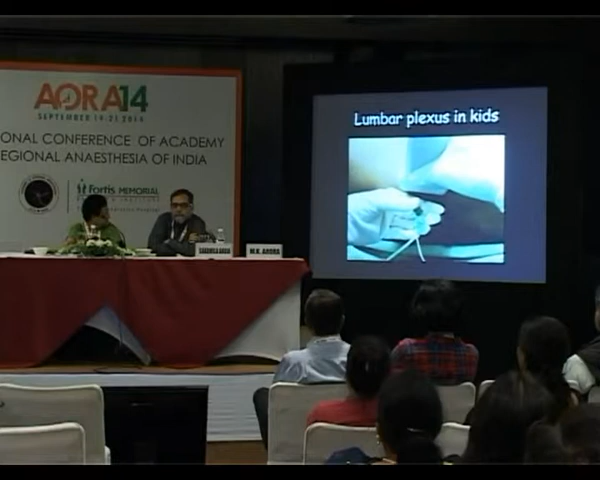 AORA14
SEPTEMBER 19-21 2014
ONAL CONFERENCE OF ACADEMY
EGIONAL ANAESTHESIA OF INDIA
Fortis MEMORIAL
Lumbar plexus in kids
M.K. ARORA